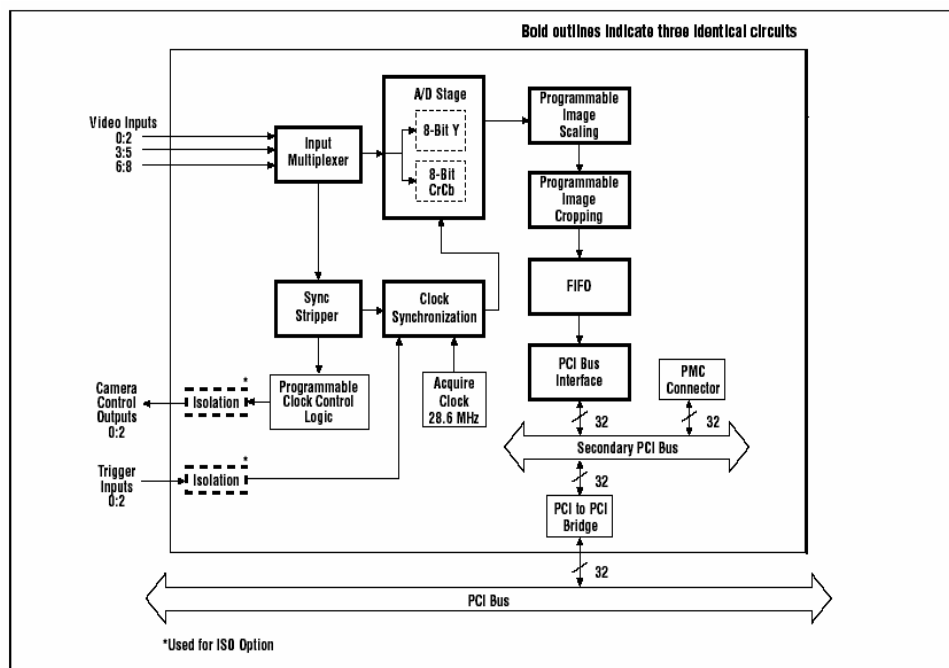 Bold outlines indicate three identical circuits
A/D Stage
8-Bit Y
8-Bit
CrCb
Programmable
Image
Scaling
Video Inputs
0:2
3:5
6:8
Input
Multiplexer
Programmable
Image
Cropping
Sync
Stripper
Clock
Synchronization
FIFO
PCI Bus
Interface
PMC
Connector
Camera
Control
Outputs
0:2
*
Isolation
Programmable
Clock Control
Logic
Acquire
Clock
28.6 MHz
32
32
Secondary PCI Bus
Trigger
Inputs
0:2
*
Isolation
32
PCI to PCI
Bridge
32
PCI Bus
*Used for ISO Option